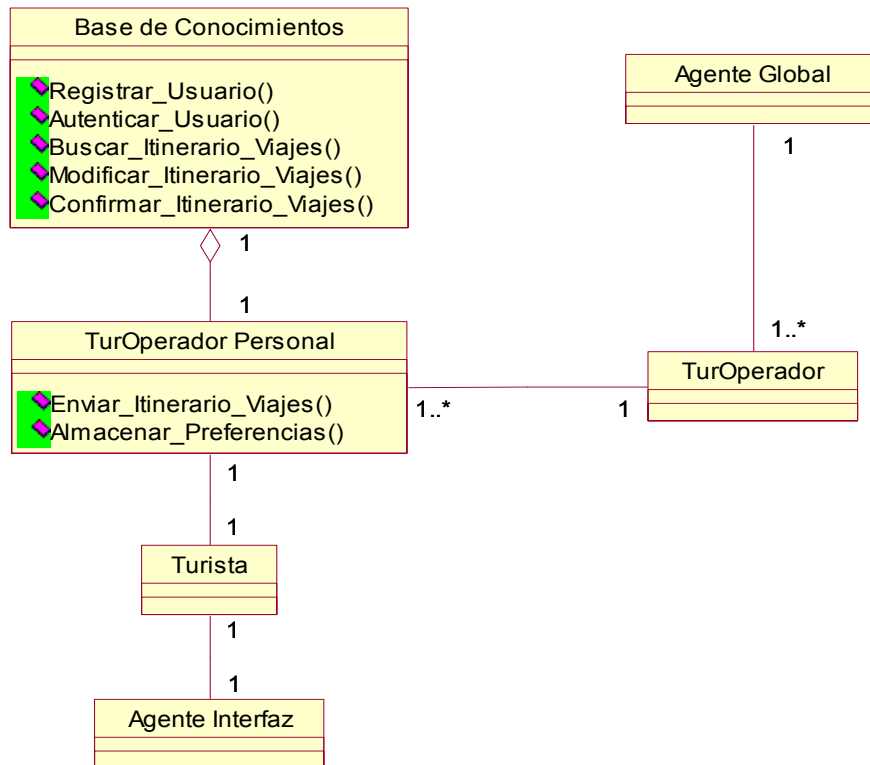 Base de Conocimientos
Registrar_Usuario()
Autenticar_Usuario()
Buscar_Itinerario_Viajes()
Modificar_Itinerario_Viajes()
Confirmar_Itinerario_Viajes()
Agente Global
1
1
1
1..*
TurOperador Personal
Enviar_Itinerario_Viajes()
Almacenar_Preferencias()
1..*
1
TurOperador
1
1
Turista
1
1
Agente Interfaz